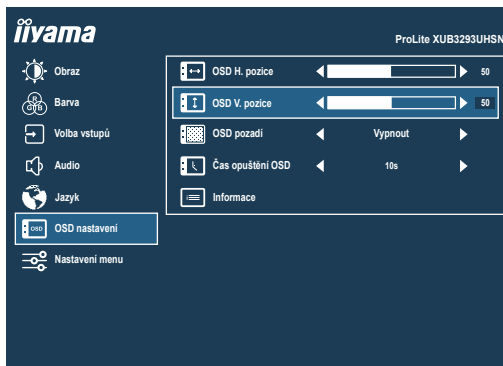 iiyama
ProLite XUB3293UHSN
Obraz
Barva
Volba vstupů
Audio
Jazyk
OSD nastavení
Nastavení menu
OSD H. pozice 50
OSD V. pozice 50
OSD pozadí Vypnout
Čas opuštění OSD 10s
Informace
R
G B
OSD